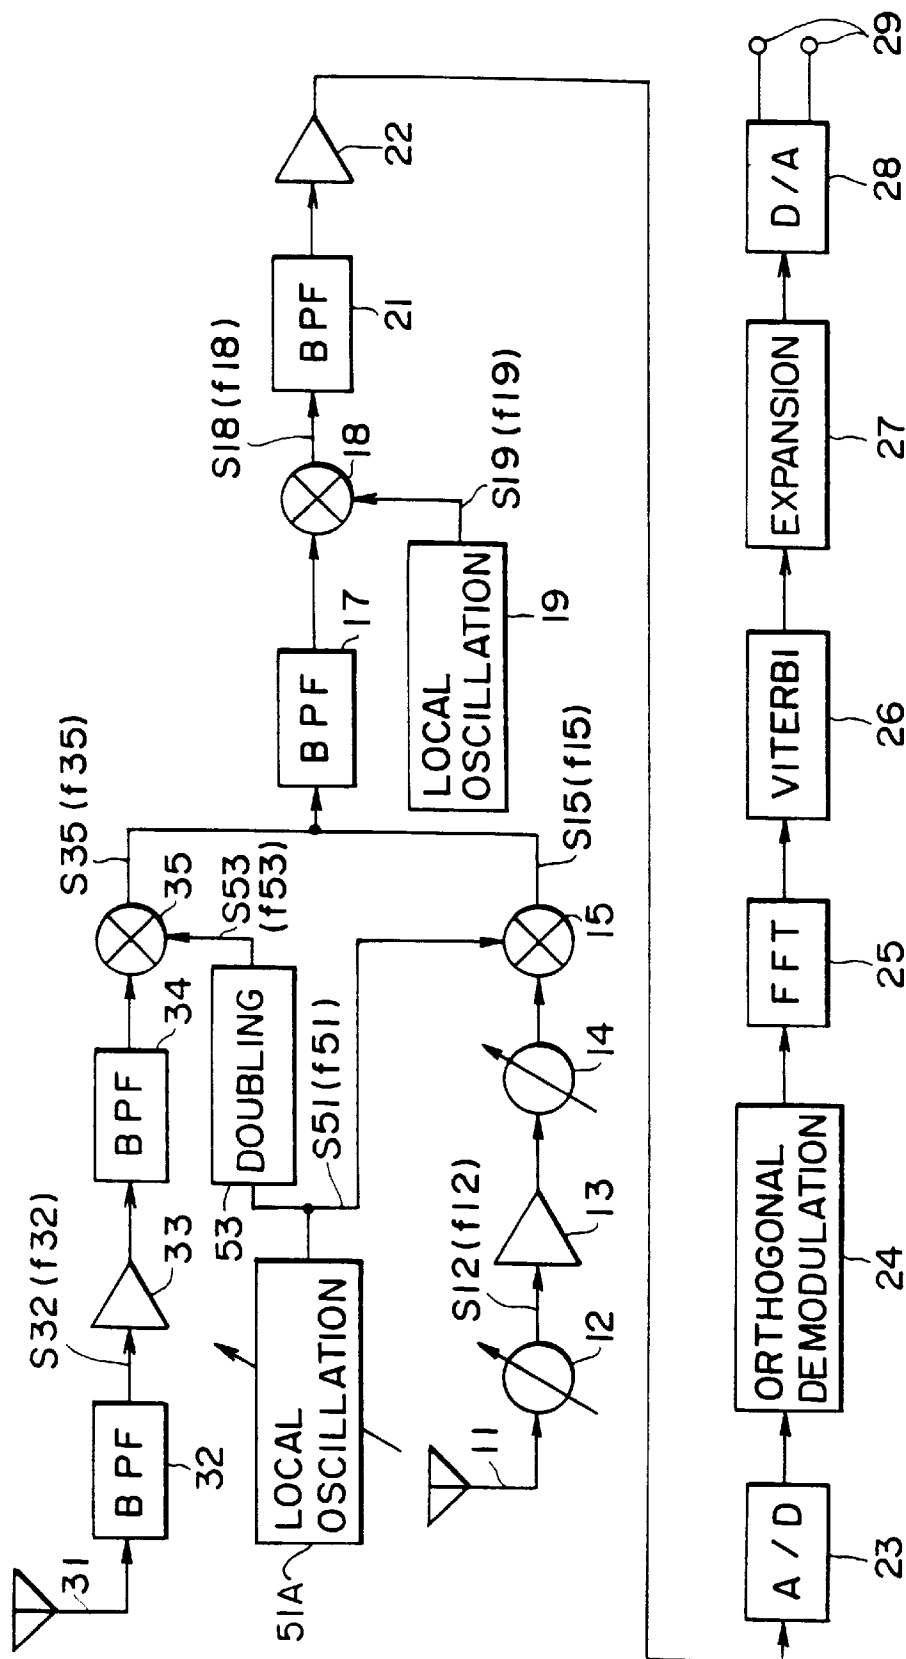 31
BPF
32
S32(f32)
33
BPF
34
35
S35(f35)
S53
(f53)
DOUBLING
53
S51(f51)
LOCAL
OSCILLATION
51A
11
12
S12(f12)
13
14
15
S15(f15)
BPF
17
18
S18(f18)
LOCAL
OSCILLATION
19
S19(f19)
BPF
21
22
A/D
23
ORTHOGONAL
DEMODULATION
24
FFT
25
VITERBI
26
EXPANSION
27
D/A
28
29